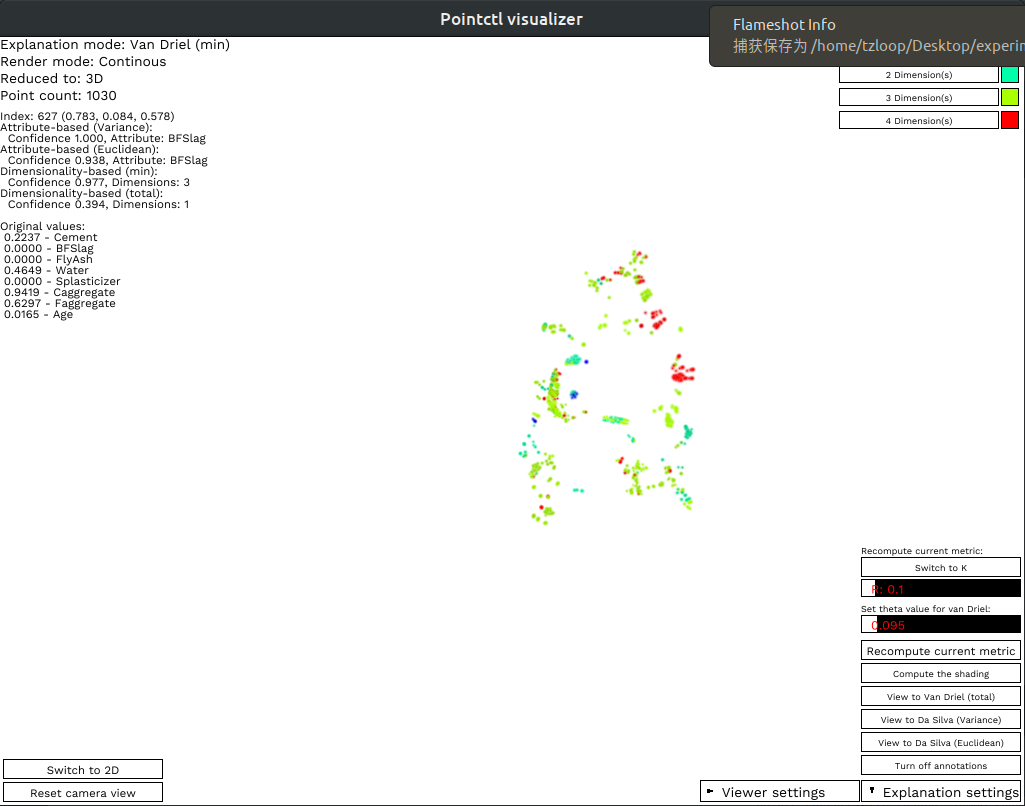 Pointctl visualizer
Flameshot Info
捕获保存为 /home/tzloop/Desktop/experim
Explanation mode: Van Driel (min)
Render mode: Continous
Reduced to: 3D
Point count: 1030
Index: 627 (0.783, 0.084, 0.578)
Attribute-based (Variance):
Confidence 1.000, Attribute: BFSlag
Attribute-based (Euclidean):
Confidence 0.938, Attribute: BFSlag
Dimensionality-based (min):
Confidence 0.977, Dimensions: 3
Dimensionality-based (total):
Confidence 0.394, Dimensions: 1
Original values:
0.2237 - Cement
0.0000 - BFSlag
0.0000 - FlyAsh
0.4649 - Water
0.0000 - Splasticizer
0.9419 - Caggregate
0.6297 - Faggregate
0.0165 - Age
2 Dimension(s)
3 Dimension(s)
4 Dimension(s)
Recompute current metric:
Switch to K
R: 0.1
Set theta value for van Driel:
0.095
Recompute current metric
Compute the shading
View to Van Driel (total)
View to Da Silva (Variance)
View to Da Silva (Euclidean)
Turn off annotations
Switch to 2D
Reset camera view
Viewer settings
Explanation settings